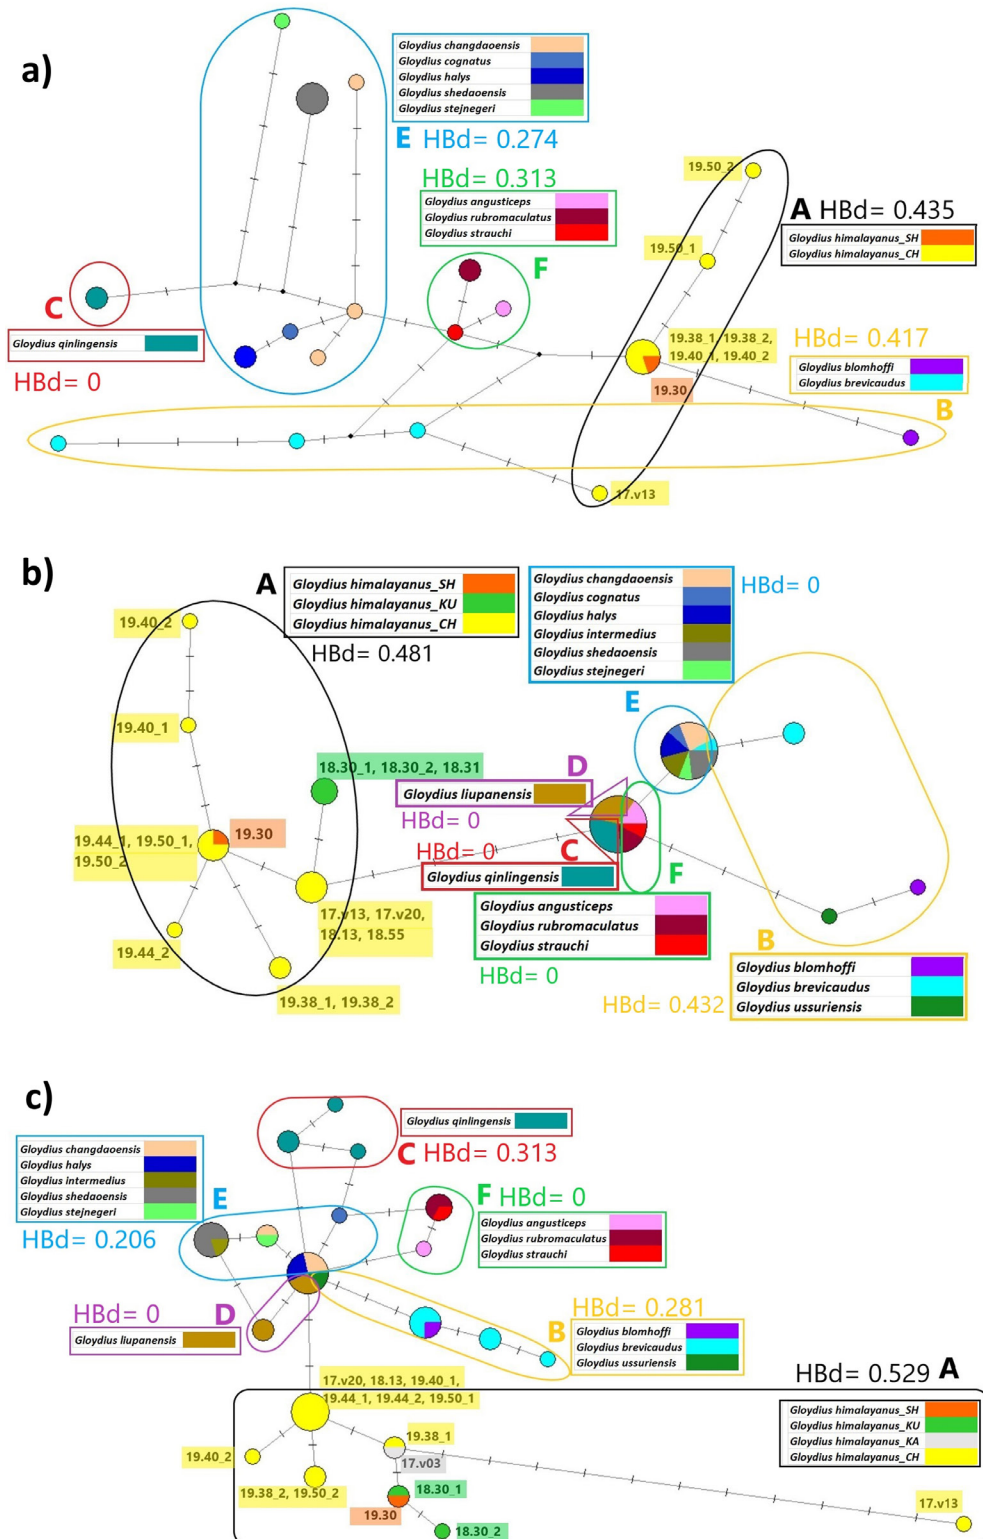 a)
Gloydius changdaoensis
Gloydius cognatus
Gloydius halys
Gloydius shedaoensis
Gloydius stejnegeri
E HBd= 0.274
HBd= 0.313
Gloydius angusticeps
Gloydius rubromaculatus
Gloydius strauchi
F
19.50_2
A HBd= 0.435
Gloydius himalayanus_SH
Gloydius himalayanus_CH
19.50_1
C
Gloydius qinlingensis
HBd= 0
19.38_1, 19.38_2,
19.40_1, 19.40_2
19.30
HBd= 0.417
Gloydius blomhoffi
Gloydius brevicaudus
B
17.v13
b)
A
Gloydius himalayanus_SH
Gloydius himalayanus_KU
Gloydius himalayanus_CH
HBd= 0.481
Gloydius changdaoensis
Gloydius cognatus
Gloydius halys
Gloydius intermedius
Gloydius shedaoensis
Gloydius stejnegeri
HBd= 0
E
19.40_2
19.40_1
18.30_1, 18.30_2, 18.31
D
Gloydius liupanensis
HBd= 0
19.30
19.44_1, 19.50_1,
19.50_2
HBd= 0
C
Gloydius qinlingensis
F
Gloydius angusticeps
Gloydius rubromaculatus
Gloydius strauchi
HBd= 0
17.v13, 17.v20,
18.13, 18.55
19.44_2
19.38_1, 19.38_2
B
HBd= 0.432
Gloydius blomhoffi
Gloydius brevicaudus
Gloydius ussuriensis
c)
Gloydius qinlingensis
C HBd= 0.313
Gloydius changdaoensis
Gloydius halys
Gloydius intermedius
Gloydius shedaoensis
Gloydius stejnegeri
E
HBd= 0.206
F HBd= 0
Gloydius angusticeps
Gloydius rubromaculatus
Gloydius strauchi
HBd= 0
D
Gloydius liupanensis
HBd= 0.281
B
Gloydius blomhoffi
Gloydius brevicaudus
Gloydius ussuriensis
HBd= 0.529 A
Gloydius himalayanus_SH
Gloydius himalayanus_KU
Gloydius himalayanus_KA
Gloydius himalayanus_CH
17.v20, 18.13, 19.40_1,
19.44_1, 19.44_2, 19.50_1
19.38_1
17.v03
19.40_2
19.38_2, 19.50_2
18.30_1
19.30
18.30_2
17.v13